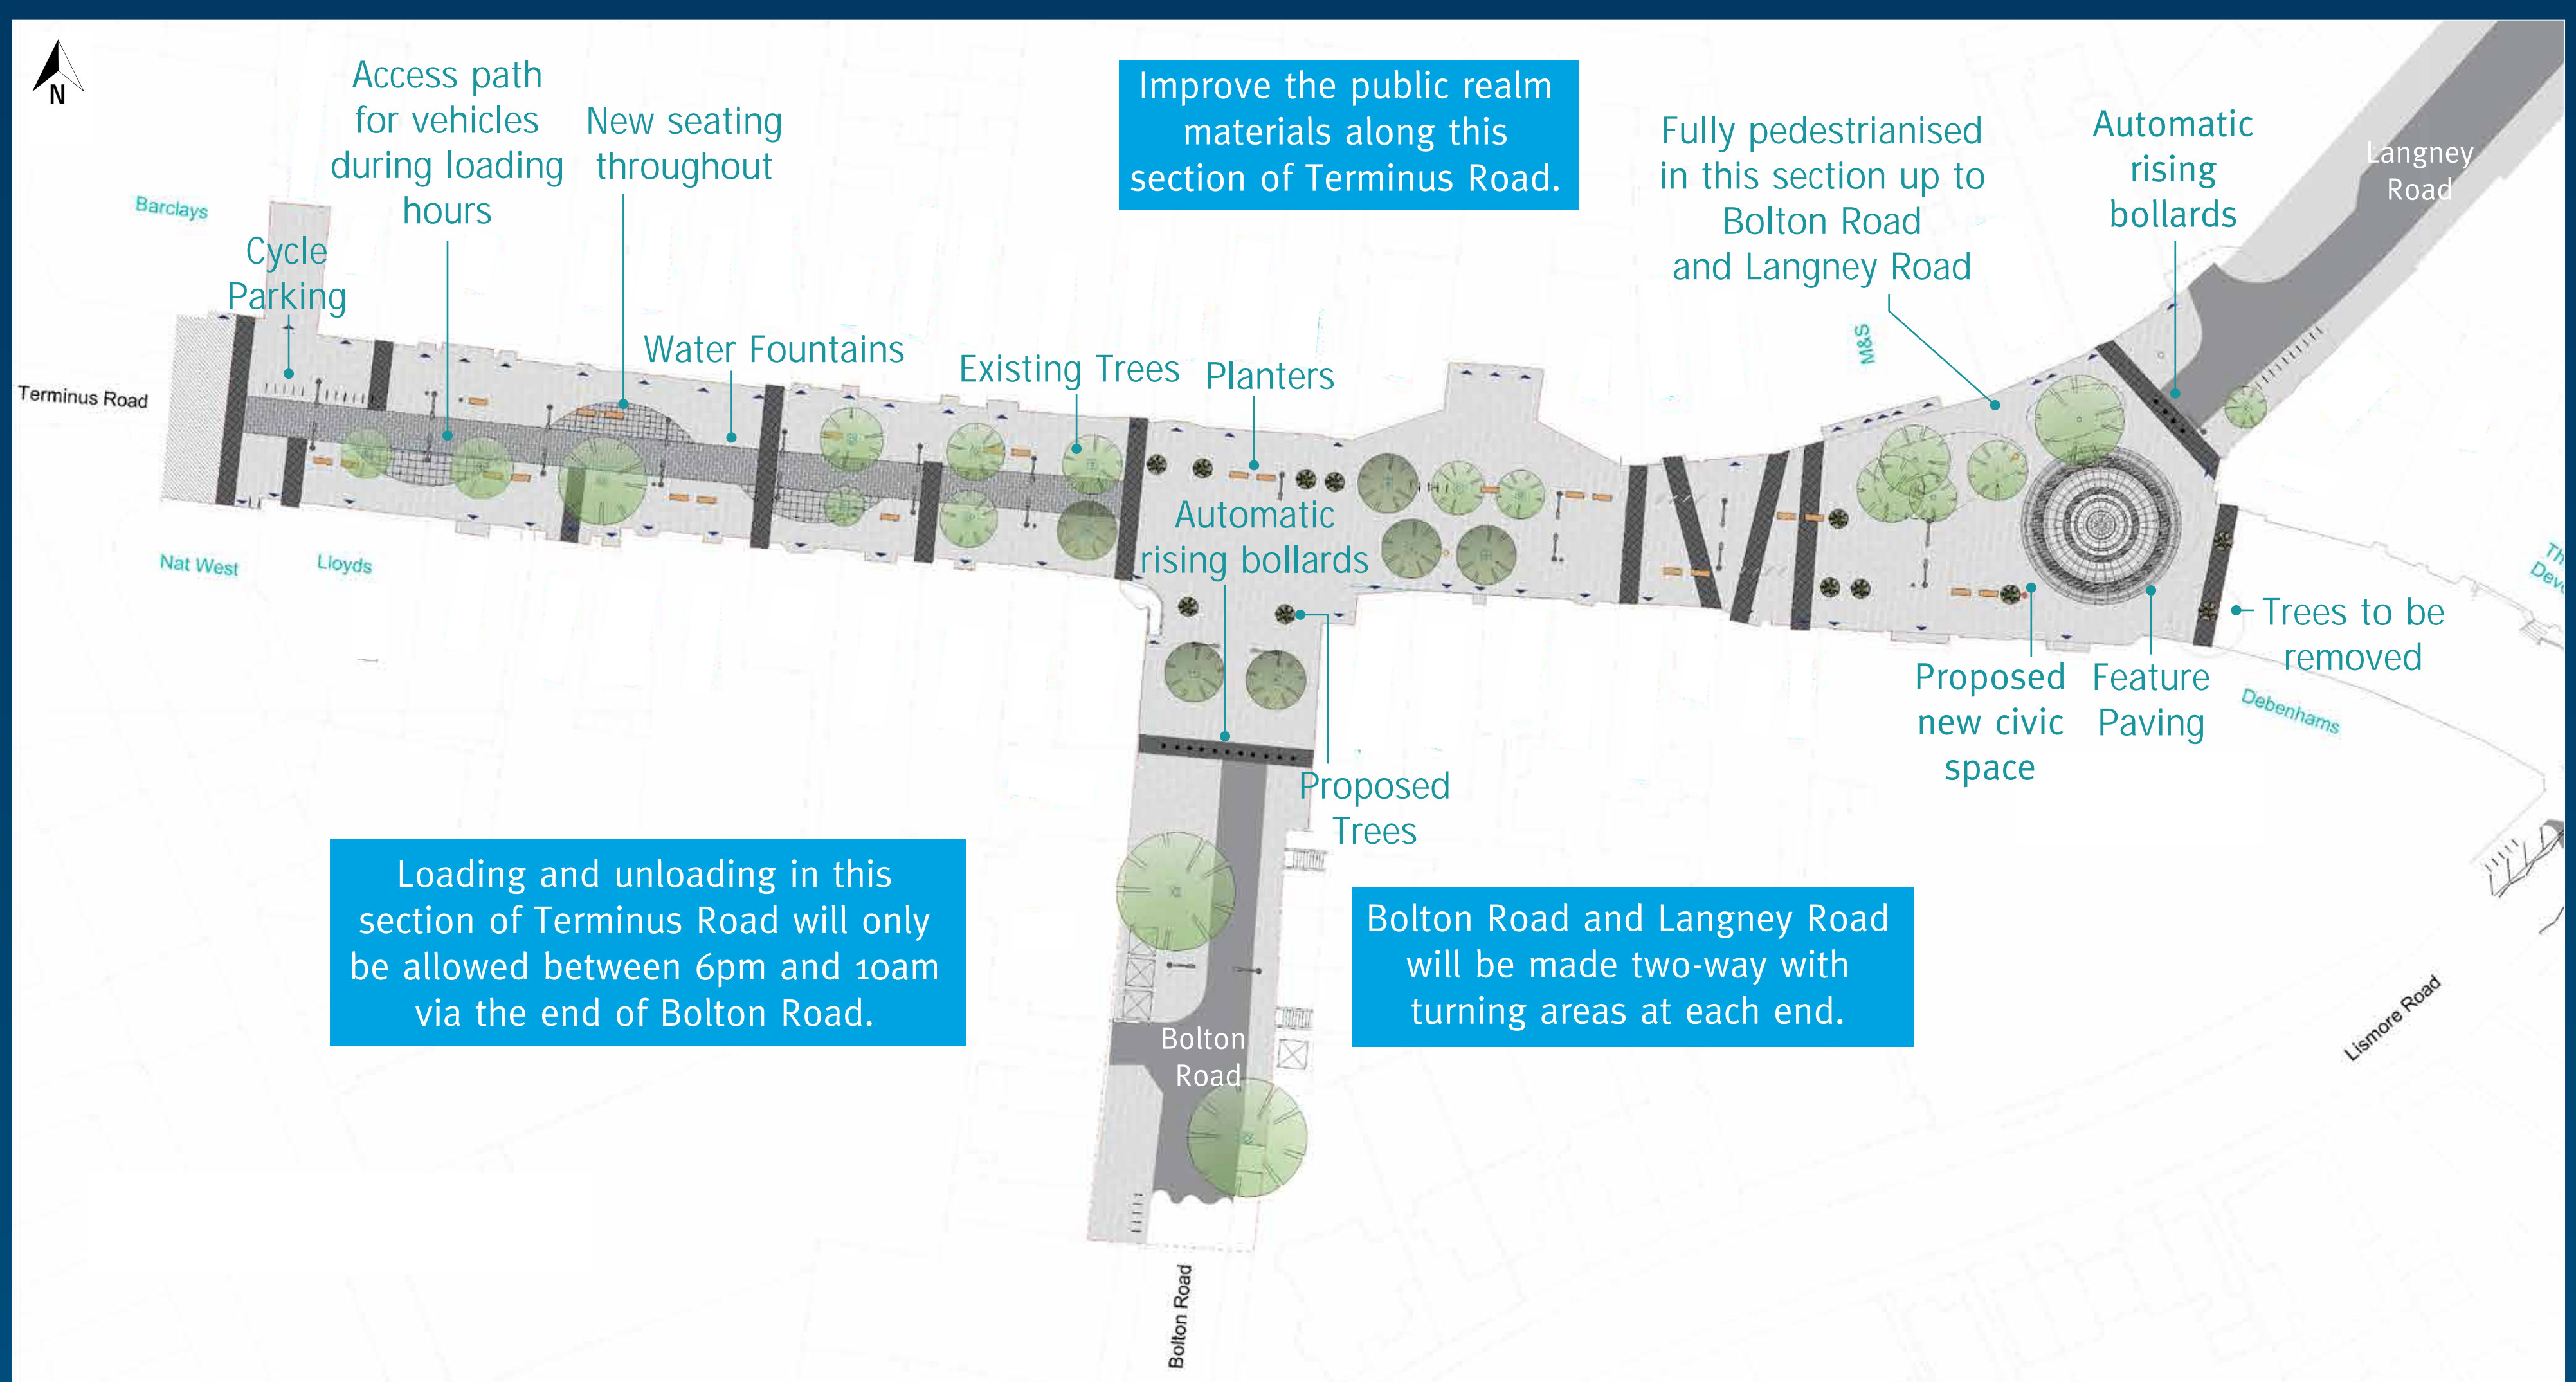 N
Access path
for vehicles
during loading
hours
New seating
throughout
Improve the public realm
materials along this
section of Terminus Road.
Fully pedestrianised
in this section up to
Bolton Road
and Langney Road
Automatic
rising
bollards
Langney
Road
Barclays
Cycle
Parking
Water Fountains
Existing Trees
Planters
M&S
Terminus Road
Automatic
rising bollards
Nat West
Lloyds
Trees to be
removed
Proposed
new civic
space
Feature
Paving
Debenhams
Proposed
Trees
Loading and unloading in this
section of Terminus Road will only
be allowed between 6pm and 10am
via the end of Bolton Road.
Bolton Road and Langney Road
will be made two-way with
turning areas at each end.
Lismore Road
Bolton
Road
Bolton Road